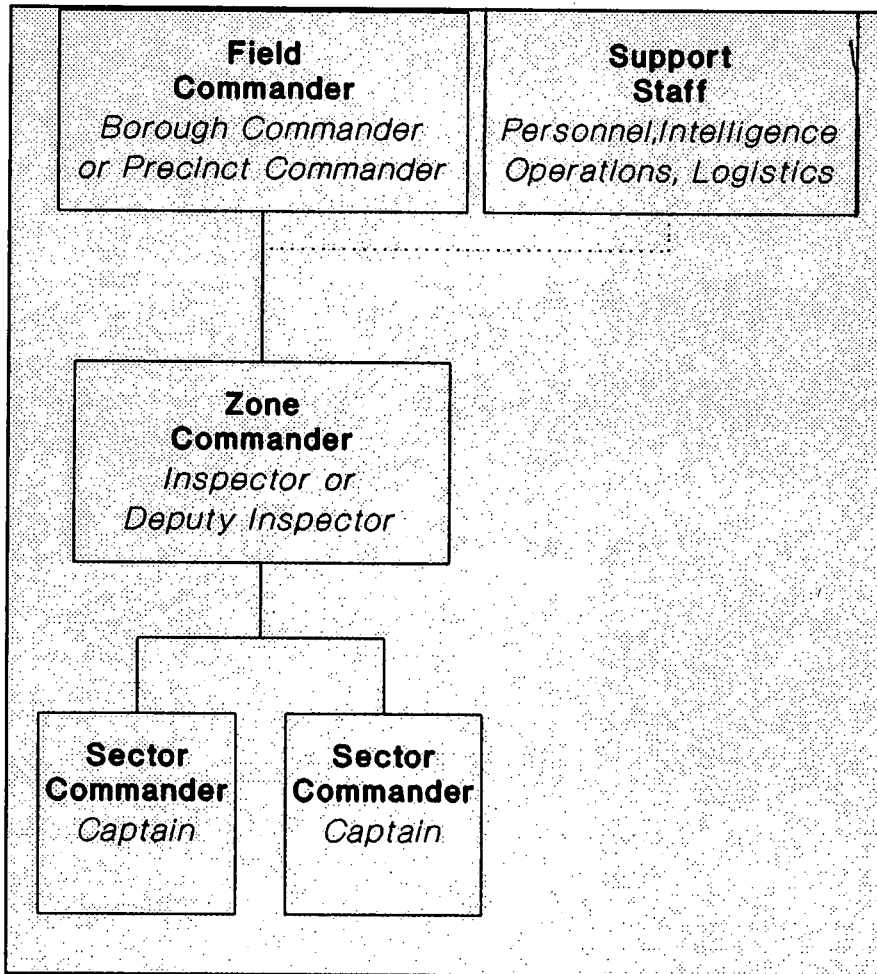 Field
Commander
Borough Commander
or Precinct Commander
Support
Staff
Personnel,Intelligence
Operations, Logistics
Zone
Commander
Inspector or
Deputy Inspector
Sector
Commander
Captain
Sector
Commander
Captain